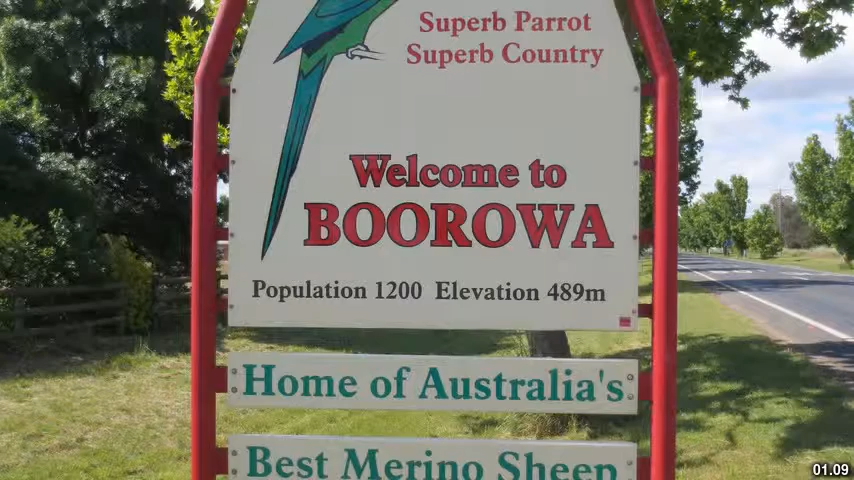 Superb Parrot
Superb Country
Welcome to
BOOROWA
Population 1200 Elevation 489m
Home of Australia's
Best Merino Sheep
01.09